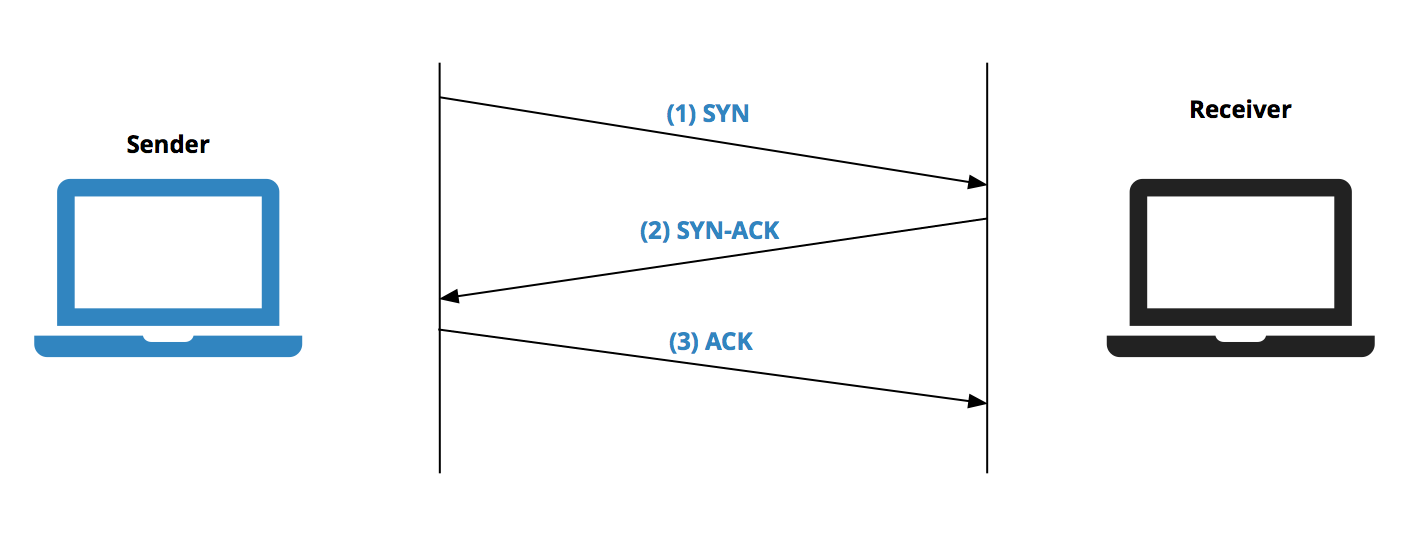 Sender
Receiver
(1) SYN
(2) SYN-ACK
(3) ACK